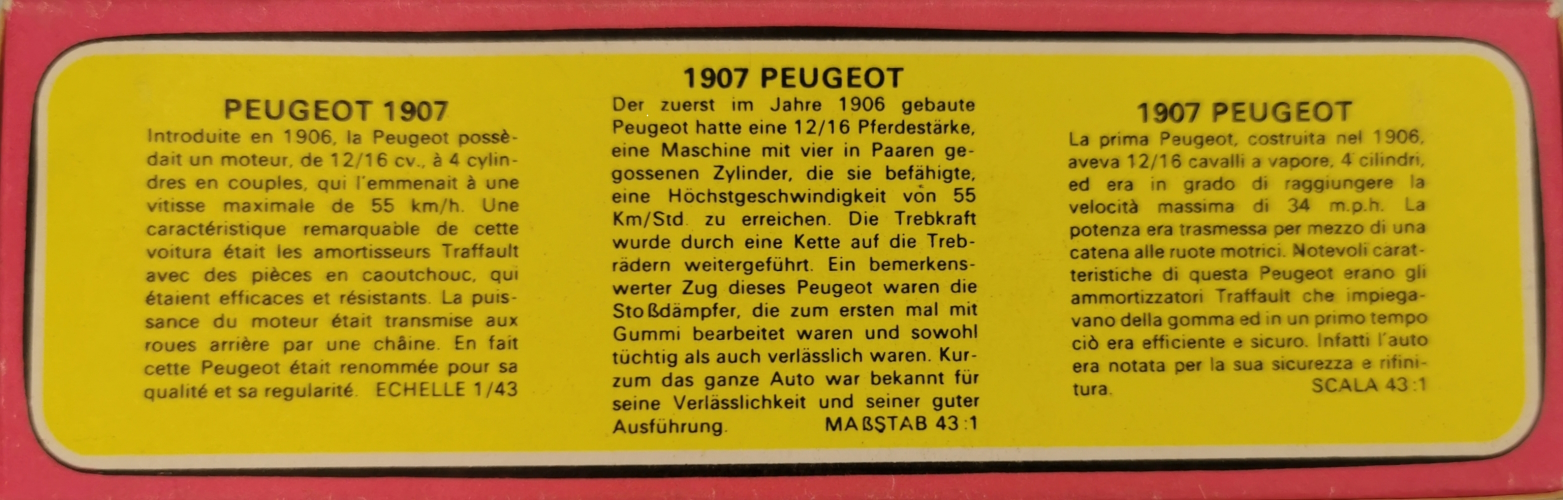 PEUGEOT 1907
Introduite en 1906, la Peugeot possè-
dait un moteur, de 12/16 cv., à 4 cylin-
dres en couples, qui l'emmenait à une
vitisse maximale de 55 km/h. Une
caractéristique remarquable de cette
voitura était les amortisseurs Traffault
avec des pièces en caoutchouc, qui
étaient efficaces et résistants. La puis-
sance du moteur était transmise aux
roues arrière par une châine. En fait
cette Peugeot était renommée pour sa
qualité et sa regularité. ECHELLE 1/43
1907 PEUGEOT
Der zuerst im Jahre 1906 gebaute
Peugeot hatte eine 12/16 Pferdestärke,
eine Maschine mit vier in Paaren ge-
gossenen Zylinder, die sie befähigte,
eine Höchstgeschwindigkeit von 55
Km/Std. zu erreichen. Die Trebkraft
wurde durch eine Kette auf die Treb-
rädern weitergeführt. Ein bemerkens-
werter Zug dieses Peugeot waren die
Stoßdämpfer, die zum ersten mal mit
Gummi bearbeitet waren und sowohl
tüchtig als auch verlässlich waren. Kur-
zum das ganze Auto war bekannt für
seine Verlässlichkeit und seiner guter
Ausführung. MAßSTAB 43:1
1907 PEUGEOT
La prima Peugeot, costruita nel 1906,
aveva 12/16 cavalli a vapore, 4 cilindri,
ed era in grado di raggiungere la
velocità massima di 34 m.p.h. La
potenza era trasmessa per mezzo di una
catena alle ruote motrici. Notevoli carat-
teristiche di questa Peugeot erano gli
ammortizzatori Traffault che impiega-
vano della gomma ed in un primo tempo
ciò era efficiente e sicuro. Infatti l'auto
era notata per la sua sicurezza e rifini-
tura. SCALA 43:1